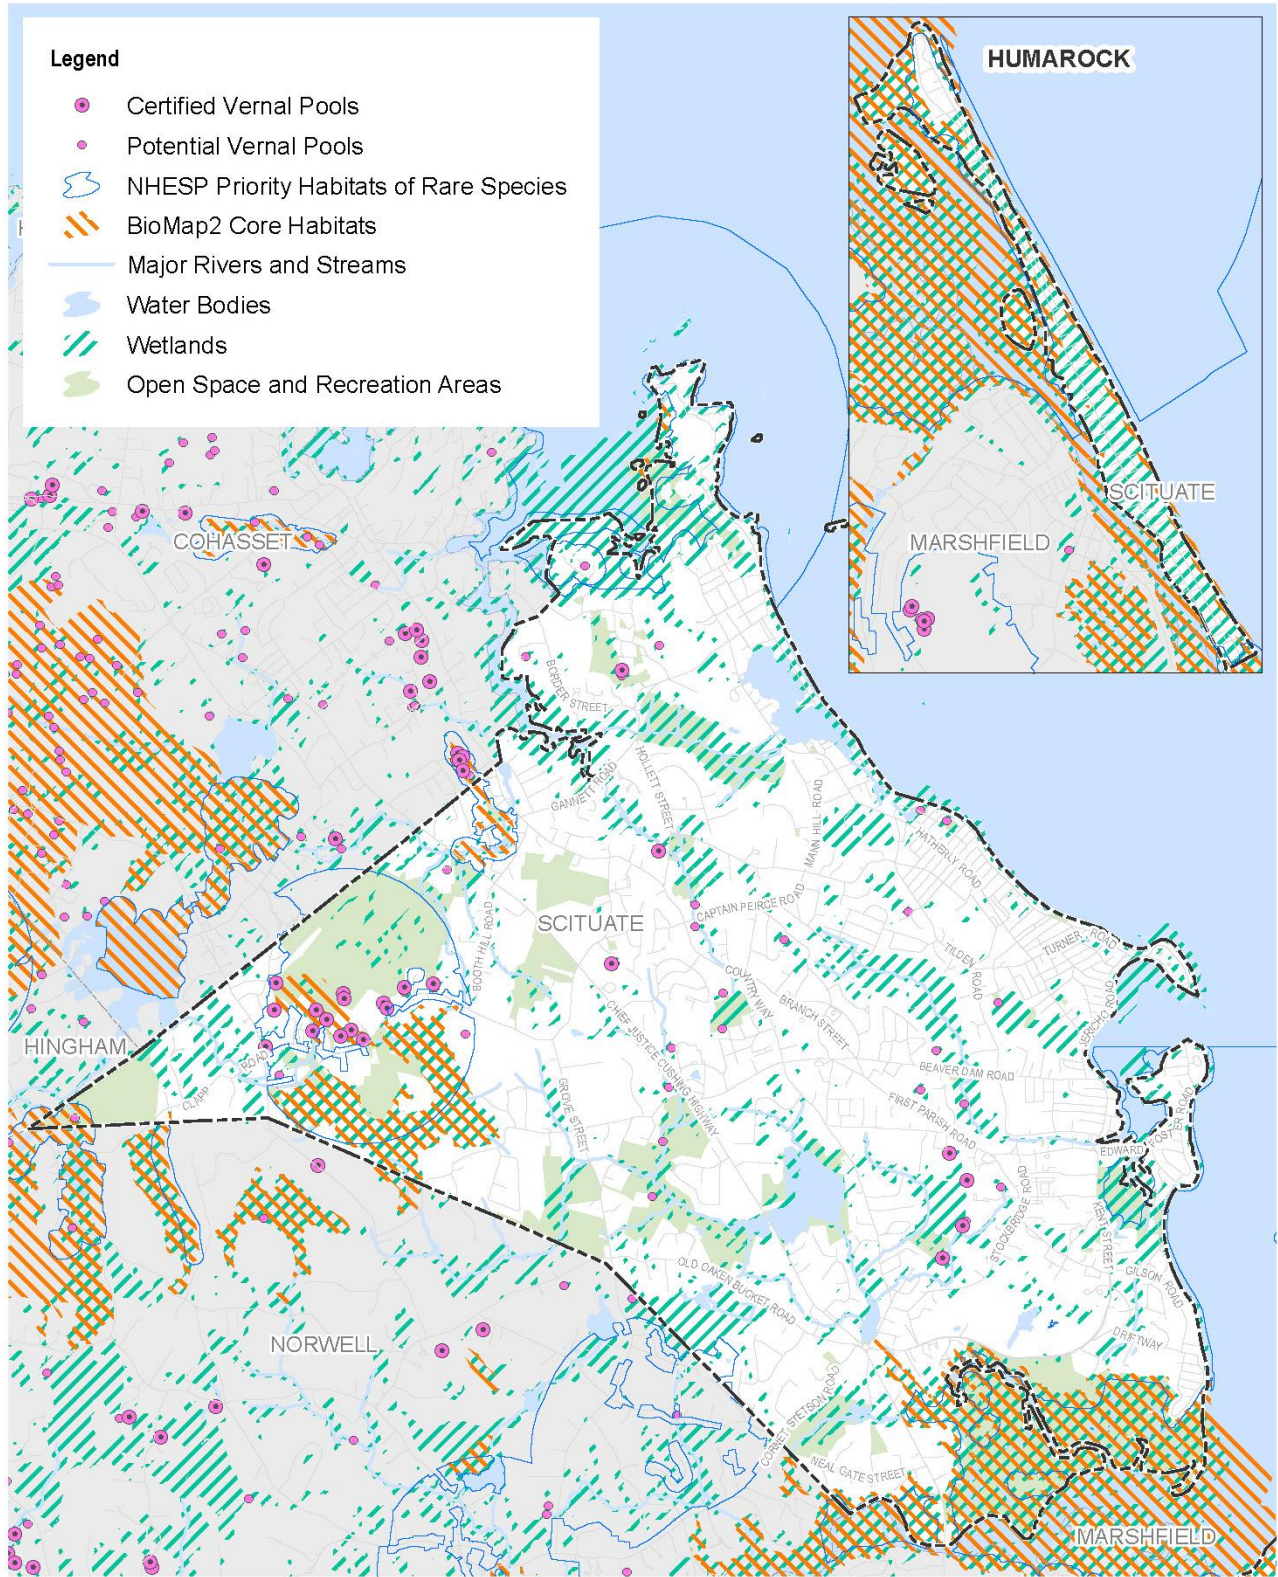 Legend
Certified Vernal Pools
Potential Vernal Pools
NHESP Priority Habitats of Rare Species
BioMap2 Core Habitats
Major Rivers and Streams
Water Bodies
Wetlands
Open Space and Recreation Areas
HUMAROCK
SCITUATE
MARSHFIELD
COHASSET
BORDER STREET
HOLLETT STREET
GANNETT ROAD
MANN HILL ROAD
HATHERLY ROAD
CAPTAIN PEIRCE ROAD
SCITUATE
BOOTH HILL ROAD
TURNER ROAD
TILDEN ROAD
COUNTRY WAY
BRANCH STREET
JERICHO ROAD
HINGHAM
CLAPP ROAD
CHIEF JUSTICE CUSHING HIGHWAY
GROVE STREET
BEAVER DAM ROAD
FIRST PARISH ROAD
EDWARD FOSTER ROAD
STOCKBRIDGE ROAD
KENT STREET
GILSON ROAD
OLD OAKEN BUCKET ROAD
DRIFTWAY
NORWELL
CORNET STETSON ROAD
NEAL GATE STREET
MARSHFIELD